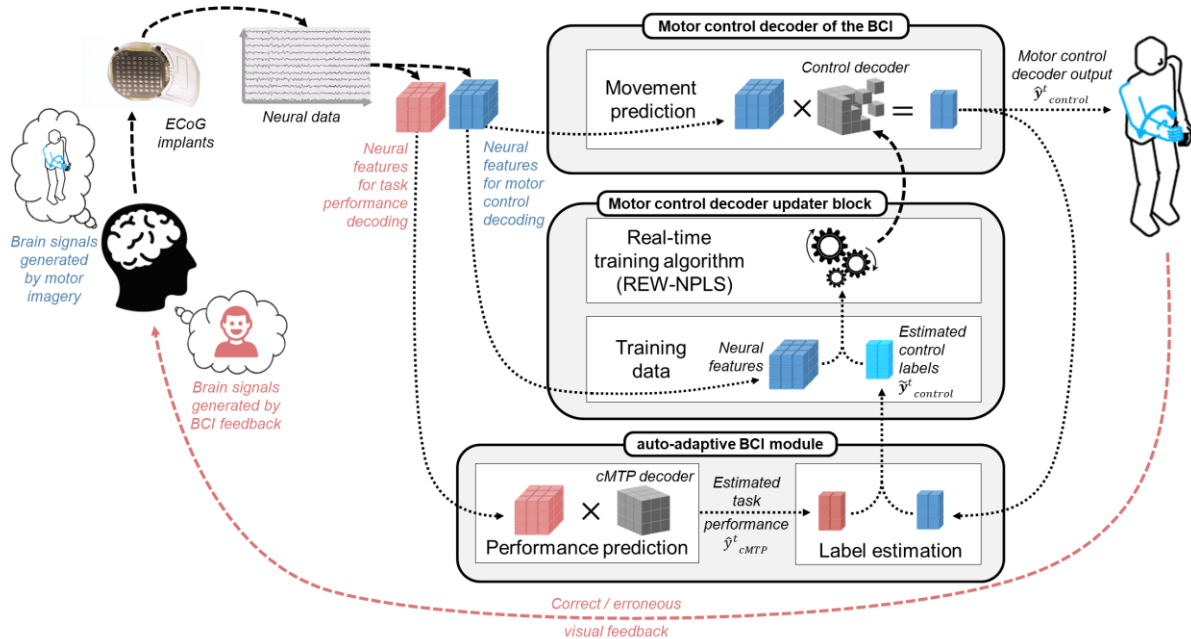 Motor control decoder of the BCI
Movement
prediction
Control decoder
×
=
Motor control
decoder output
ŷᵗcontrol
ECoG
implants
Neural data
Neural
features
for task
performance
decoding
Neural
features
for motor
control
decoding
Brain signals
generated
by motor
imagery
Brain signals
generated by
BCI feedback
Motor control decoder updater block
Real-time
training algorithm
(REW-NPLS)
Training
data
Neural
features
Estimated
control
labels
ỹᵗcontrol
auto-adaptive BCI module
cMTP decoder
×
Performance prediction
Estimated
task
performance
ŷᵗcMTP
Label estimation
Correct / erroneous
visual feedback